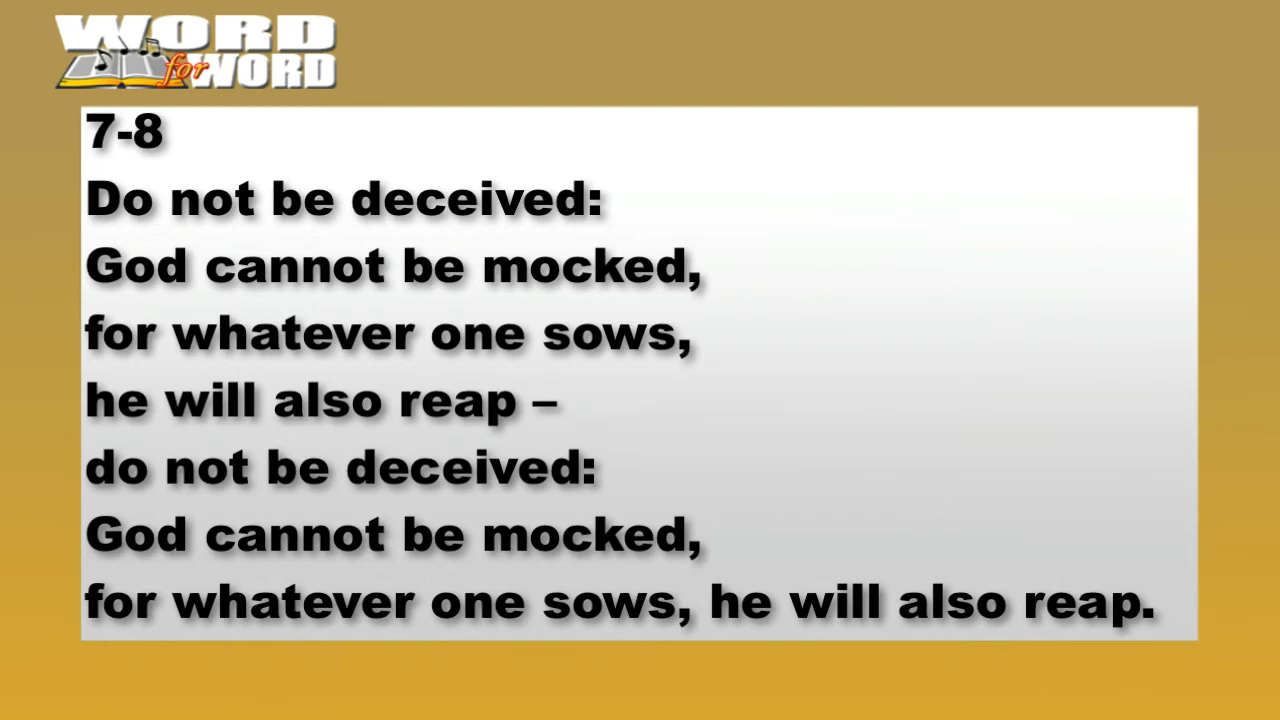 WORD
for WORD
7-8
Do not be deceived:
God cannot be mocked,
for whatever one sows,
he will also reap –
do not be deceived:
God cannot be mocked,
for whatever one sows, he will also reap.